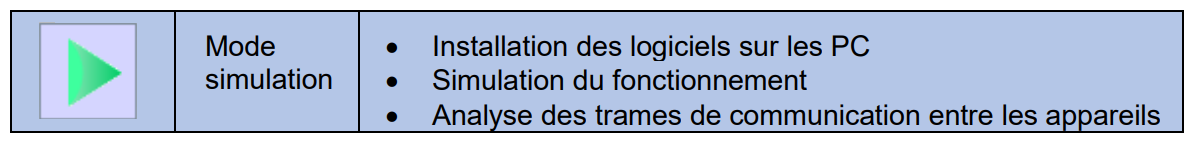 Mode
simulation
• Installation des logiciels sur les PC
• Simulation du fonctionnement
• Analyse des trames de communication entre les appareils